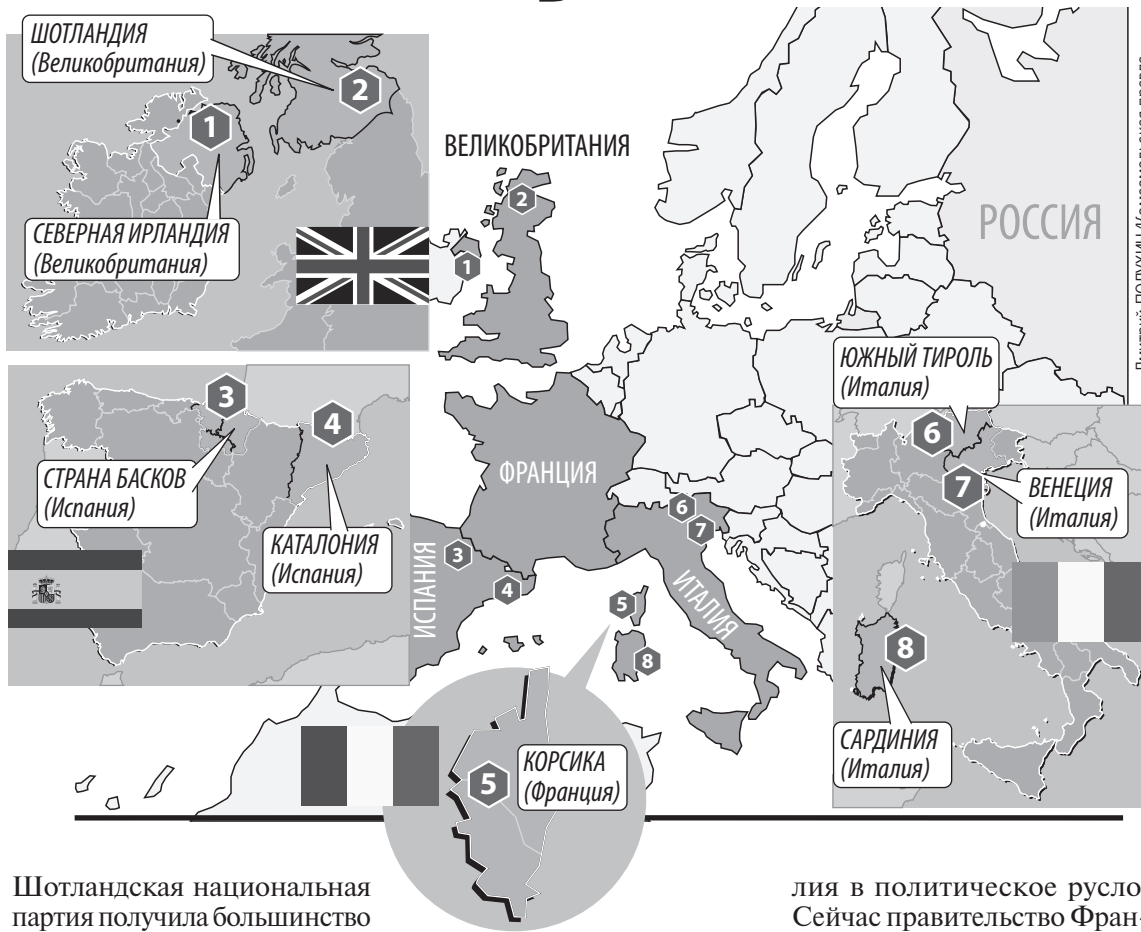 ШОТЛАНДИЯ
(Великобритания)
2
1
СЕВЕРНАЯ ИРЛАНДИЯ
(Великобритания)
ВЕЛИКОБРИТАНИЯ
2
1
РОССИЯ
3
4
СТРАНА БАСКОВ
(Испания)
КАТАЛОНИЯ
(Испания)
ФРАНЦИЯ
ИСПАНИЯ
3
4
6
7
ИТАЛИЯ
5
8
ЮЖНЫЙ ТИРОЛЬ
(Италия)
6
7
ВЕНЕЦИЯ
(Италия)
8
САРДИНИЯ
(Италия)
5
КОРСИКА
(Франция)
Шотландская национальная
партия получила большинство
лия в политическое русло
Сейчас правительство Фран-